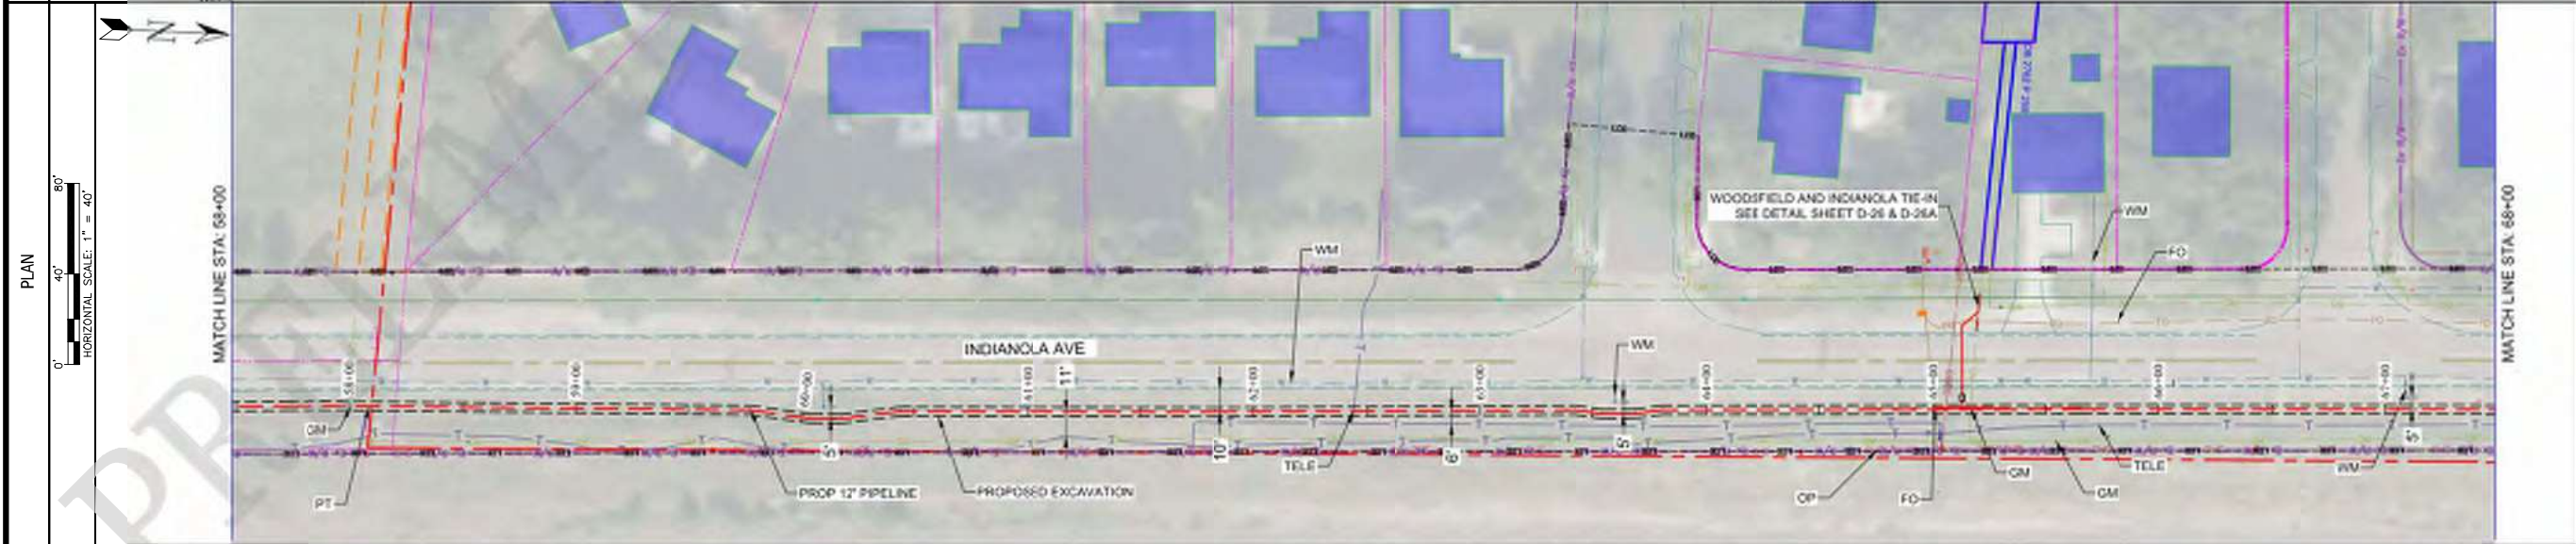 PLAN
80'
40'
0'
HORIZONTAL SCALE: 1" = 40'
N
PRELIM
MATCH LINE STA: 58+00
INDIANOLA AVE
58+00
59+00
60+00
61+00
62+00
63+00
64+00
65+00
66+00
67+00
11'
5'
10'
6'
5'
5'
GM
PT
PROP 12" PIPELINE
PROPOSED EXCAVATION
WM
TELE
WM
WOODSFIELD AND INDIANOLA TIE-IN
SEE DETAIL SHEET D-26 & D-26A
WM
FO
OP
FO
GM
GM
TELE
WM
MATCH LINE STA: 68+00